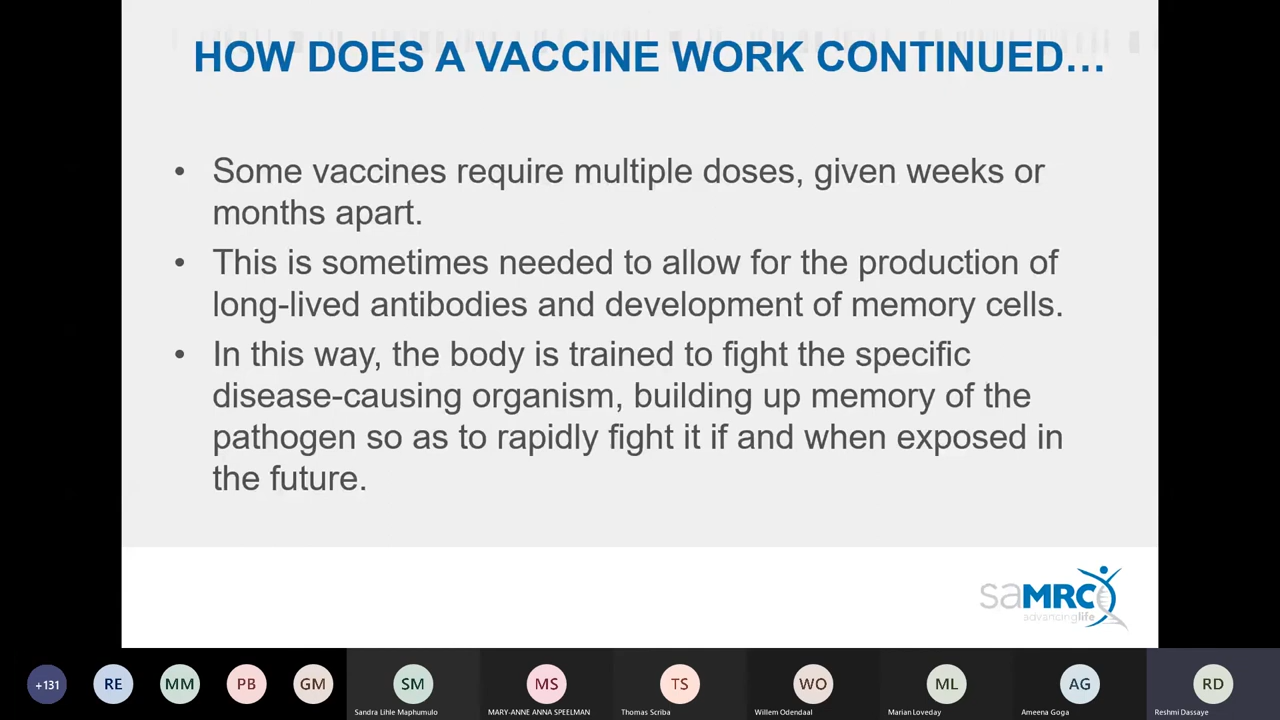 HOW DOES A VACCINE WORK CONTINUED...
• Some vaccines require multiple doses, given weeks or
months apart.
• This is sometimes needed to allow for the production of
long-lived antibodies and development of memory cells.
• In this way, the body is trained to fight the specific
disease-causing organism, building up memory of the
pathogen so as to rapidly fight it if and when exposed in
the future.
saMRC
advancinglife
+131 RE MM PB GM SM MS TS WO ML AG RD
Sandra Lihle Maphumulo MARY-ANNE ANNA SPEELMAN Thomas Scriba Willem Odendaal Marian Loveday Ameena Goga Reshmi Dassaye